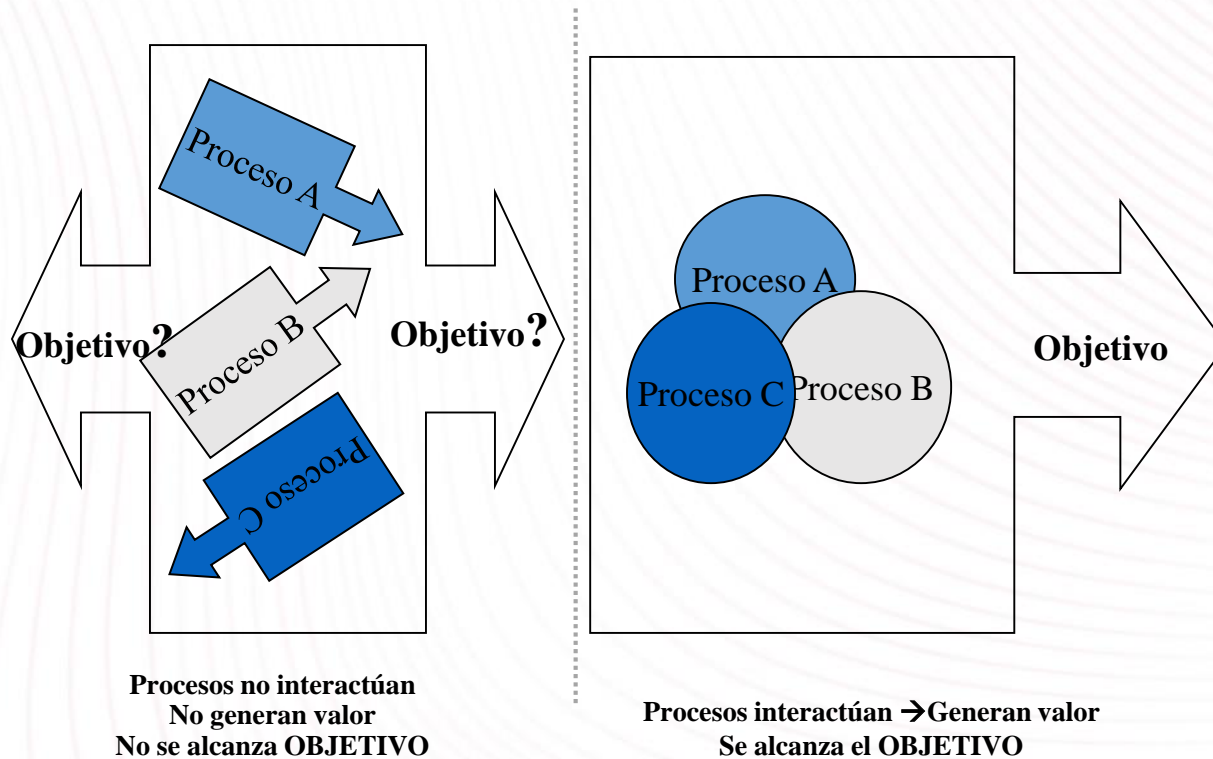 Proceso A
Objetivo?
Proceso B
Objetivo?
Proceso C
Procesos no interactúan
No generan valor
No se alcanza OBJETIVO
Proceso A
Proceso C
Proceso B
Objetivo
Procesos interactúan →Generan valor
Se alcanza el OBJETIVO